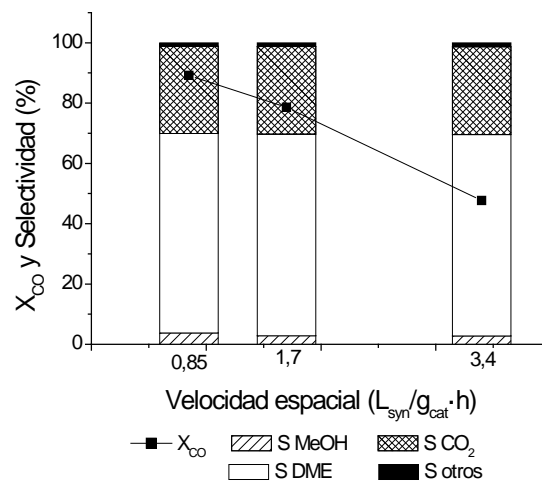 X_CO y Selectividad (%)
100
80
60
40
20
0
0,85
1,7
3,4
Velocidad espacial (L_syn/g_cat·h)
X_CO
S MeOH
S CO₂
S DME
S otros